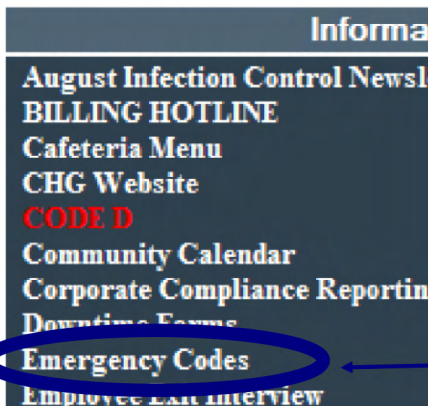 Informa
August Infection Control Newsl
BILLING HOTLINE
Cafeteria Menu
CHG Website
CODE D
Community Calendar
Corporate Compliance Reportin
Downtime Forms
Emergency Codes
Employee Exit Interview